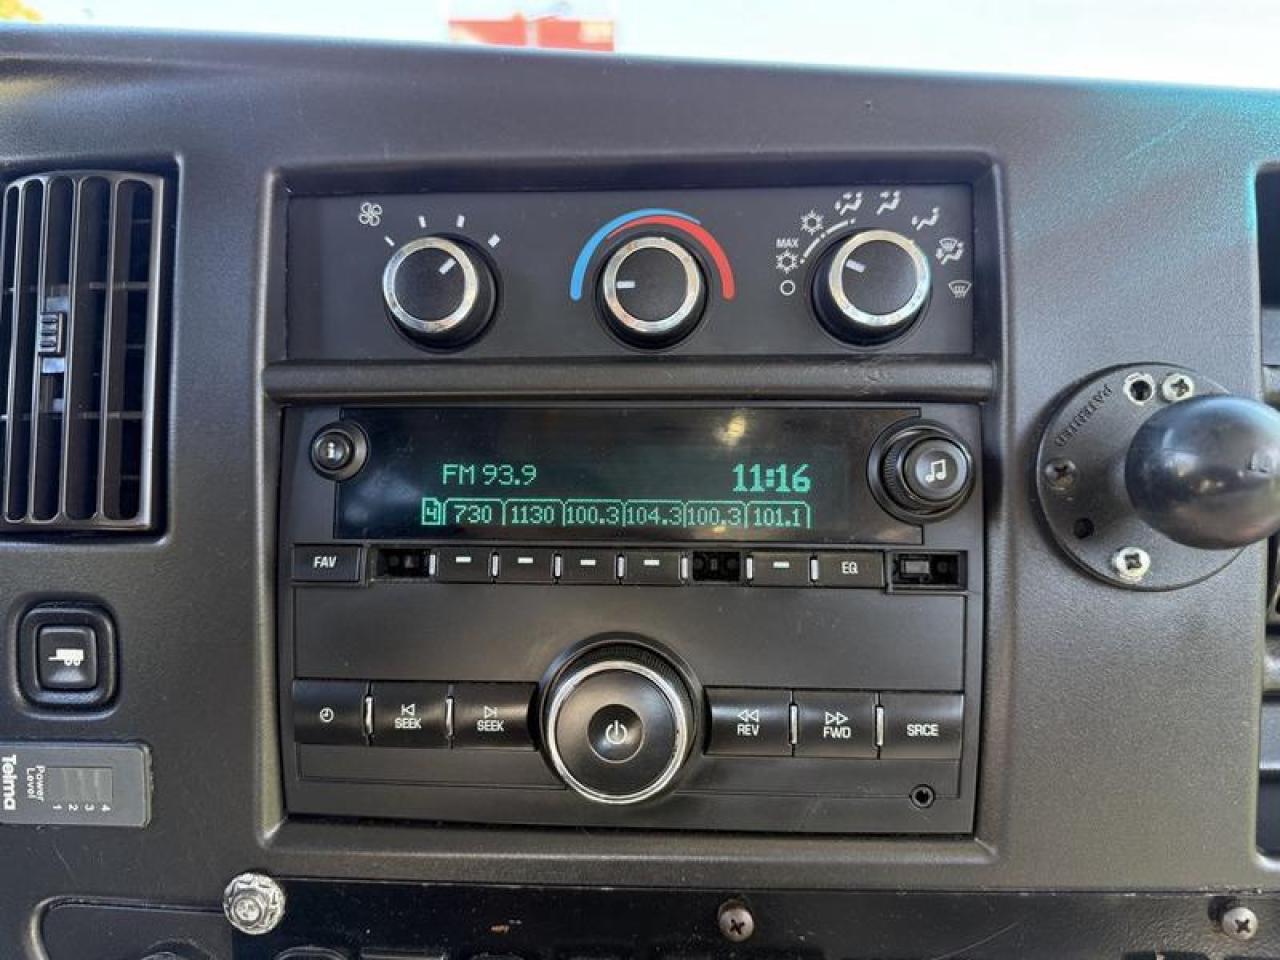 MAX
PATENTED
FM 93.9 11:16
4 730 1130 100.3 104.3 100.3 101.1
i
FAV EQ
SEEK SEEK REV FWD SRCE
Telma
Power
Level
1 2 3 4